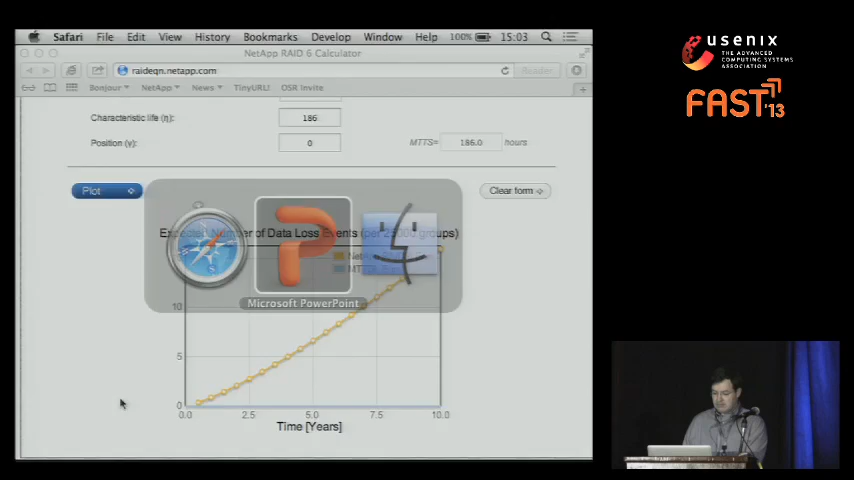 Safari File Edit View History Bookmarks Develop Window Help 100% 15:03
NetApp RAID 6 Calculator
raideqn.netapp.com
Reader
Bonjour NetApp News TinyURL! OSR Invite
Characteristic life (η) 186
Position (γ) 0 MTTS= 186.0 hours
Plot
Clear form
Expected Number of Data Loss Events (per 25000 groups)
10
5
0
0.0 2.5 5.0 7.5 10.0
Time [Years]
Microsoft PowerPoint
usenix
THE ADVANCED
COMPUTING SYSTEMS
ASSOCIATION
FAST'13